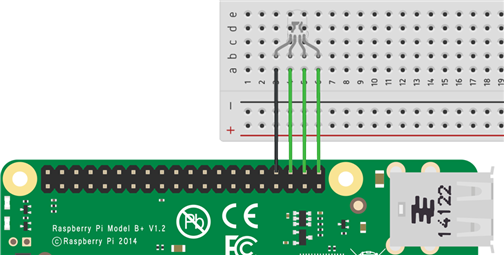 e
d
c
b
a
1 2 3 4 5 6 7 8 9 10 11 12 13 14 15 16 17 18 19
−
+
14122
Raspberry Pi Model B+ V1.2
©Raspberry Pi 2014
Pb
CE
FC